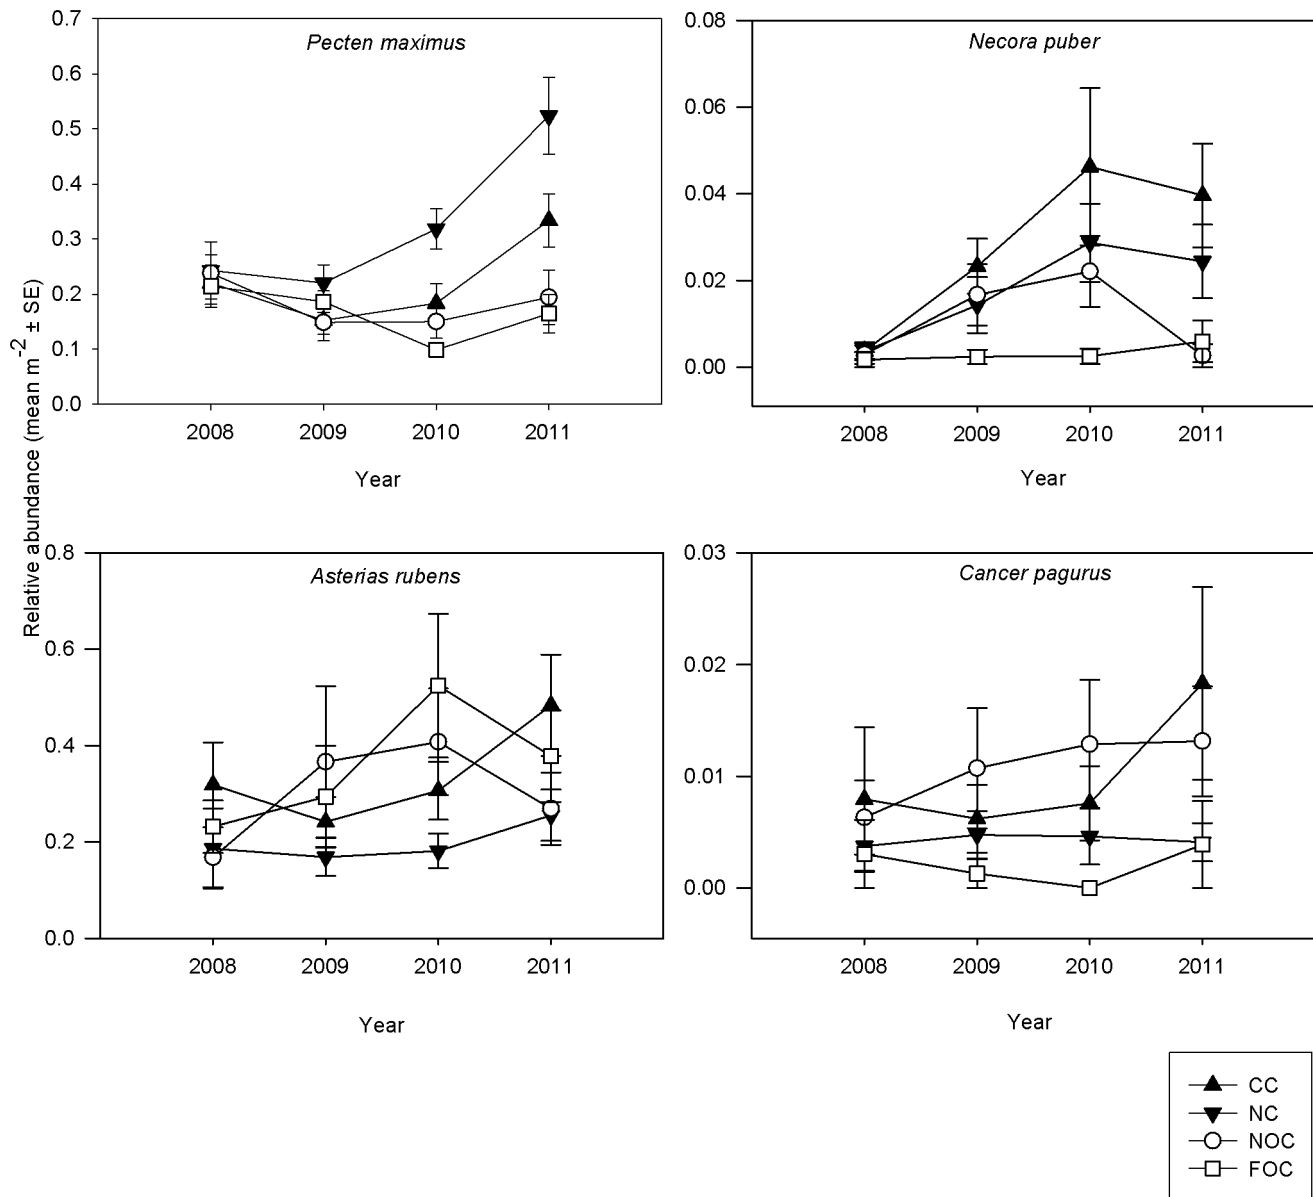 Relative abundance (mean m⁻² ± SE)
Pecten maximus
0.7
0.6
0.5
0.4
0.3
0.2
0.1
0.0
2008 2009 2010 2011
Year
Necora puber
0.08
0.06
0.04
0.02
0.00
2008 2009 2010 2011
Year
Asterias rubens
0.8
0.6
0.4
0.2
0.0
2008 2009 2010 2011
Year
Cancer pagurus
0.03
0.02
0.01
0.00
2008 2009 2010 2011
Year
CC
NC
NOC
FOC